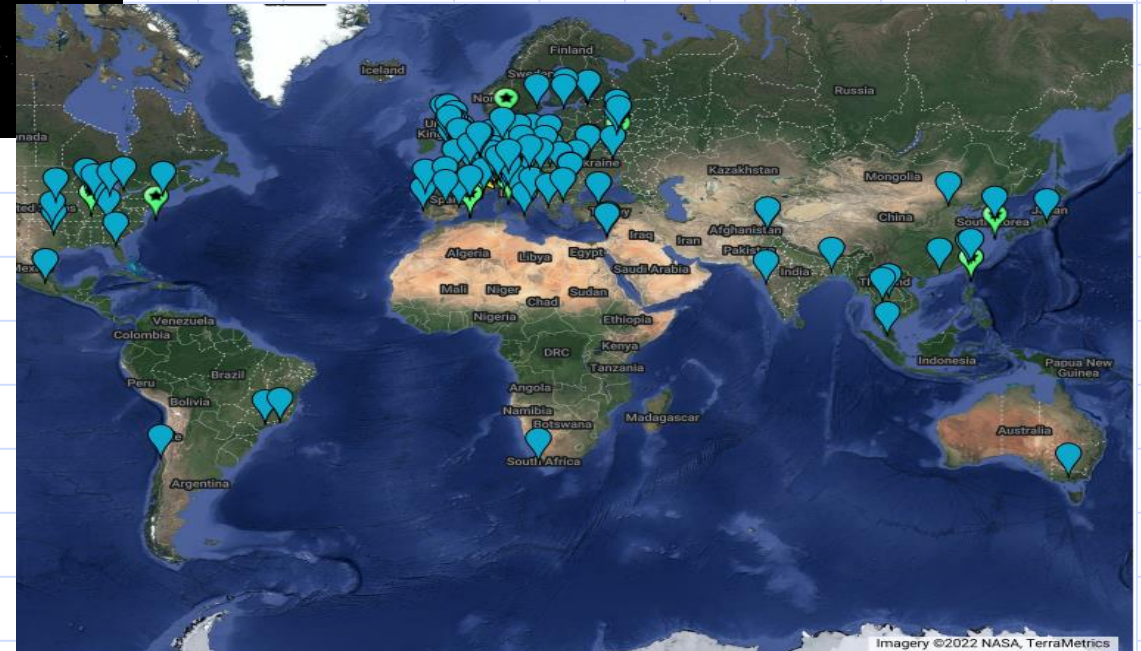 Finland
Iceland
Russia
Kazakhstan
Mongolia
China
Afghanistan
Iraq
Iran
Algeria
Libya
Egypt
Saudi Arabia
India
Mali
Niger
Chad
Sudan
Nigeria
Ethiopia
Venezuela
Colombia
DRC
Kenya
Tanzania
Indonesia
Papua New
Guinea
Peru
Brazil
Bolivia
Angola
Namibia
Botswana
Madagascar
Australia
South Africa
Argentina
Imagery ©2022 NASA, TerraMetrics